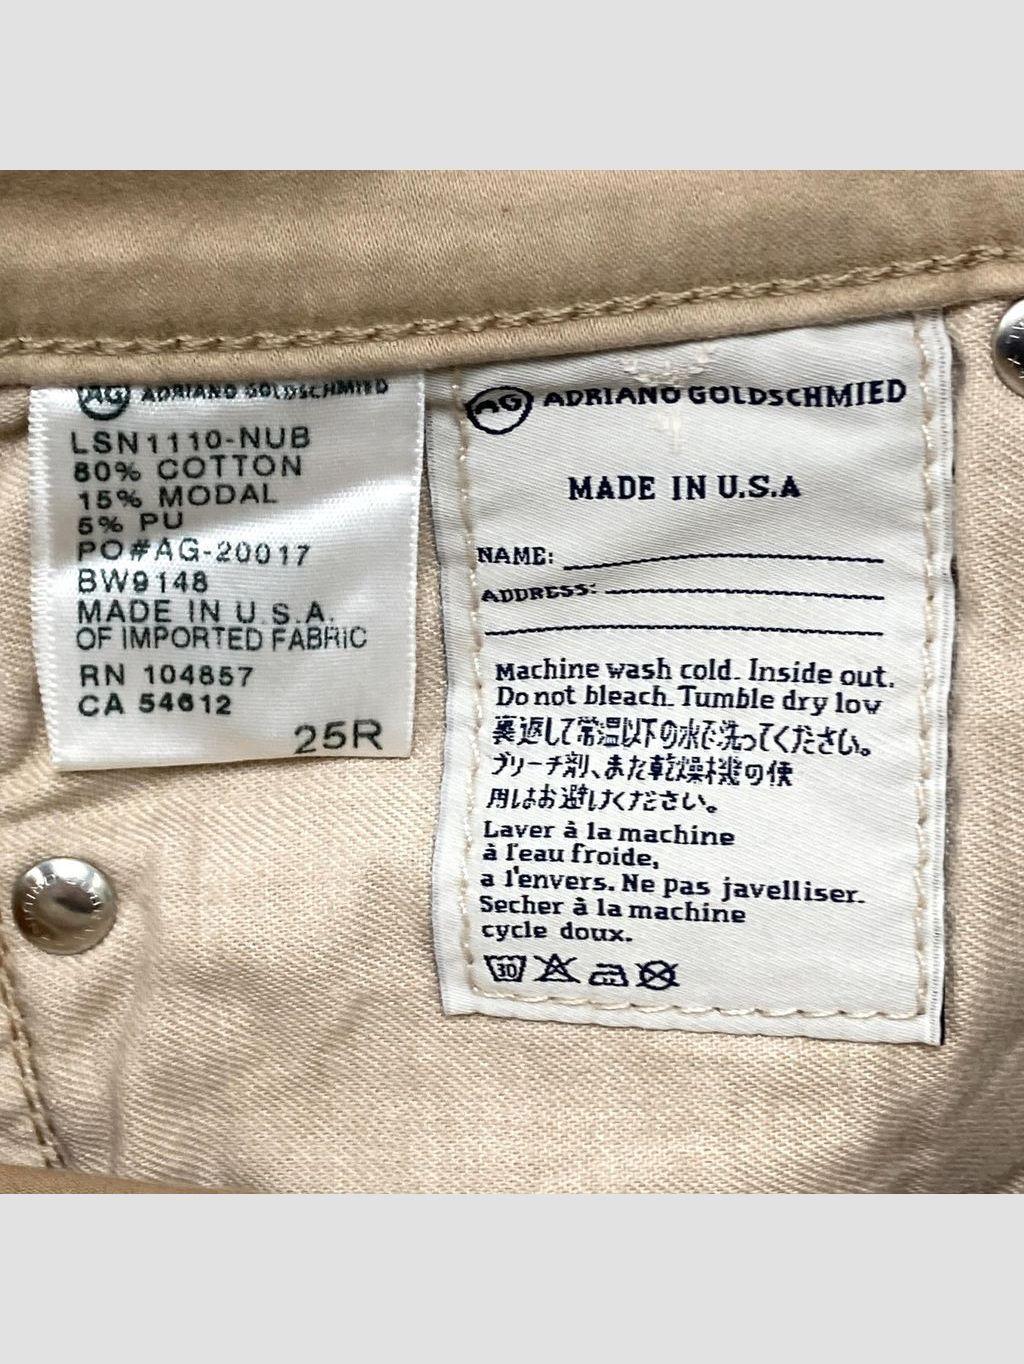 AG ADRIANO GOLDSCHMIED
LSN1110-NUB
80% COTTON
15% MODAL
5% PU
PO#AG-20017
BW9148
MADE IN U.S.A.
OF IMPORTED FABRIC
RN 104857
CA 54612
25R
AG ADRIANO GOLDSCHMIED
MADE IN U.S.A
NAME:
ADDRESS:
Machine wash cold. Inside out.
Do not bleach. Tumble dry low
裏返して常温以下の水で洗ってください。
ブリーチ剤、また乾燥機の使
用はお避けください。
Laver à la machine
à l'eau froide,
a l'envers. Ne pas javelliser.
Secher à la machine
cycle doux.
30